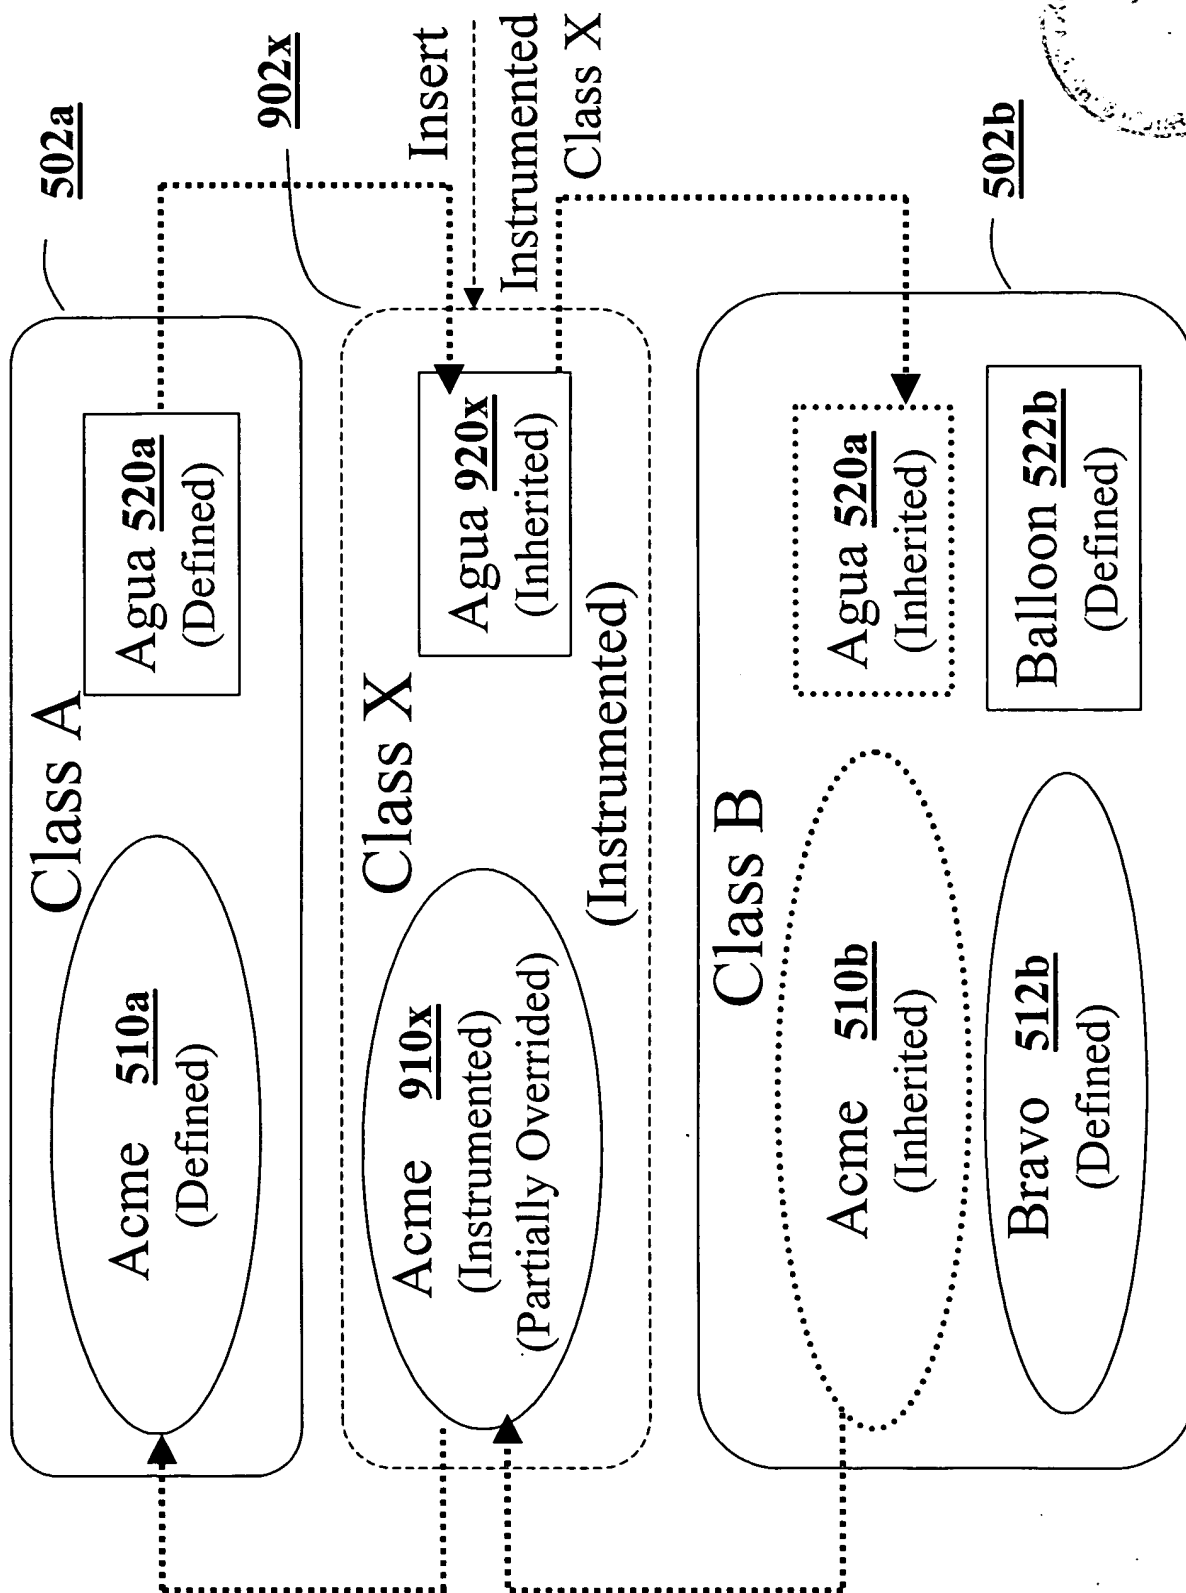 502a
Class A
Acme 510a
(Defined)
Agua 520a
(Defined)
902x
Class X
Acme 910x
(Instrumented)
(Partially Overrided)
Agua 920x
(Inherited)
(Instrumented)
Insert
Instrumented
Class X
Class B
502b
Acme 510b
(Inherited)
Agua 520a
(Inherited)
Bravo 512b
(Defined)
Balloon 522b
(Defined)